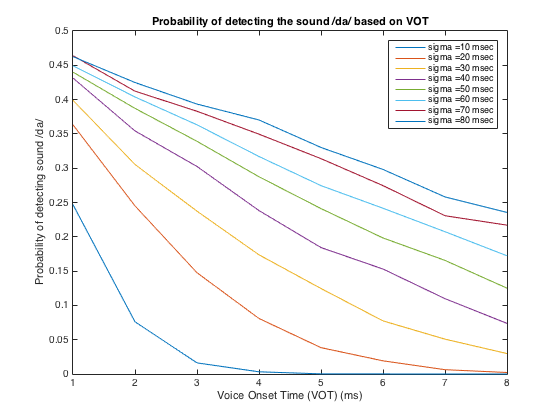 Probability of detecting the sound /da/ based on VOT
0.5
0.45
0.4
0.35
0.3
0.25
0.2
0.15
0.1
0.05
0
Probability of detecting sound /da/
sigma =10 msec
sigma =20 msec
sigma =30 msec
sigma =40 msec
sigma =50 msec
sigma =60 msec
sigma =70 msec
sigma =80 msec
1 2 3 4 5 6 7 8
Voice Onset Time (VOT) (ms)